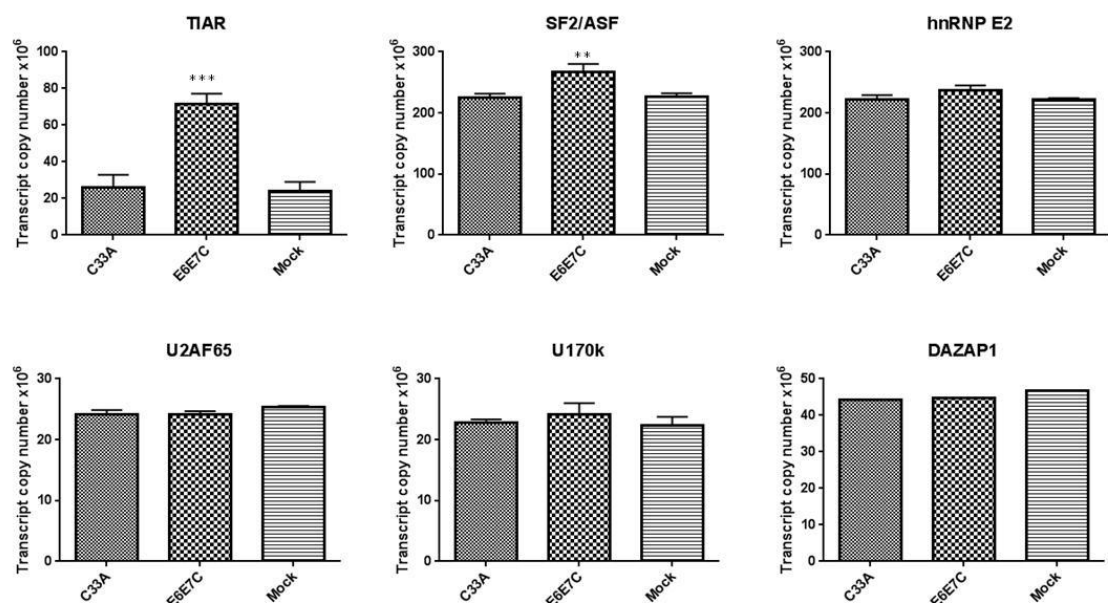 TIAR
Transcript copy number x10⁶
100
80
60
40
20
0
***
C33A
E6E7C
Mock
SF2/ASF
Transcript copy number x10⁶
300
200
100
0
**
C33A
E6E7C
Mock
hnRNP E2
Transcript copy number x10⁶
300
200
100
0
C33A
E6E7C
Mock
U2AF65
Transcript copy number x10⁶
30
20
10
0
C33A
E6E7C
Mock
U170k
Transcript copy number x10⁶
30
20
10
0
C33A
E6E7C
Mock
DAZAP1
Transcript copy number x10⁶
50
40
30
20
10
0
C33A
E6E7C
Mock